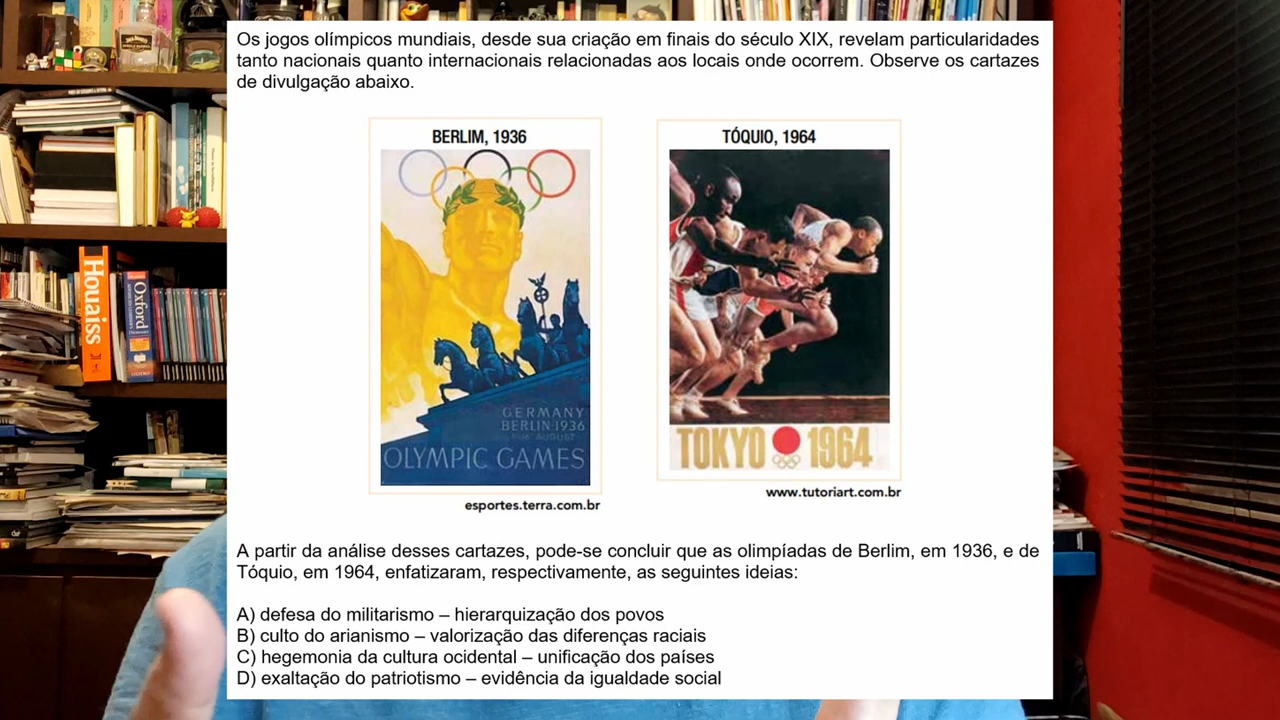 Os jogos olímpicos mundiais, desde sua criação em finais do século XIX, revelam particularidades
tanto nacionais quanto internacionais relacionadas aos locais onde ocorrem. Observe os cartazes
de divulgação abaixo.
BERLIM, 1936
TÓQUIO, 1964
GERMANY
BERLIN·1936
AUGUST
OLYMPIC GAMES
TOKYO 1964
esportes.terra.com.br
www.tutoriart.com.br
A partir da análise desses cartazes, pode-se concluir que as olimpíadas de Berlim, em 1936, e de
Tóquio, em 1964, enfatizaram, respectivamente, as seguintes ideias:
A) defesa do militarismo – hierarquização dos povos
B) culto do arianismo – valorização das diferenças raciais
C) hegemonia da cultura ocidental – unificação dos países
D) exaltação do patriotismo – evidência da igualdade social
Houaiss
Oxford